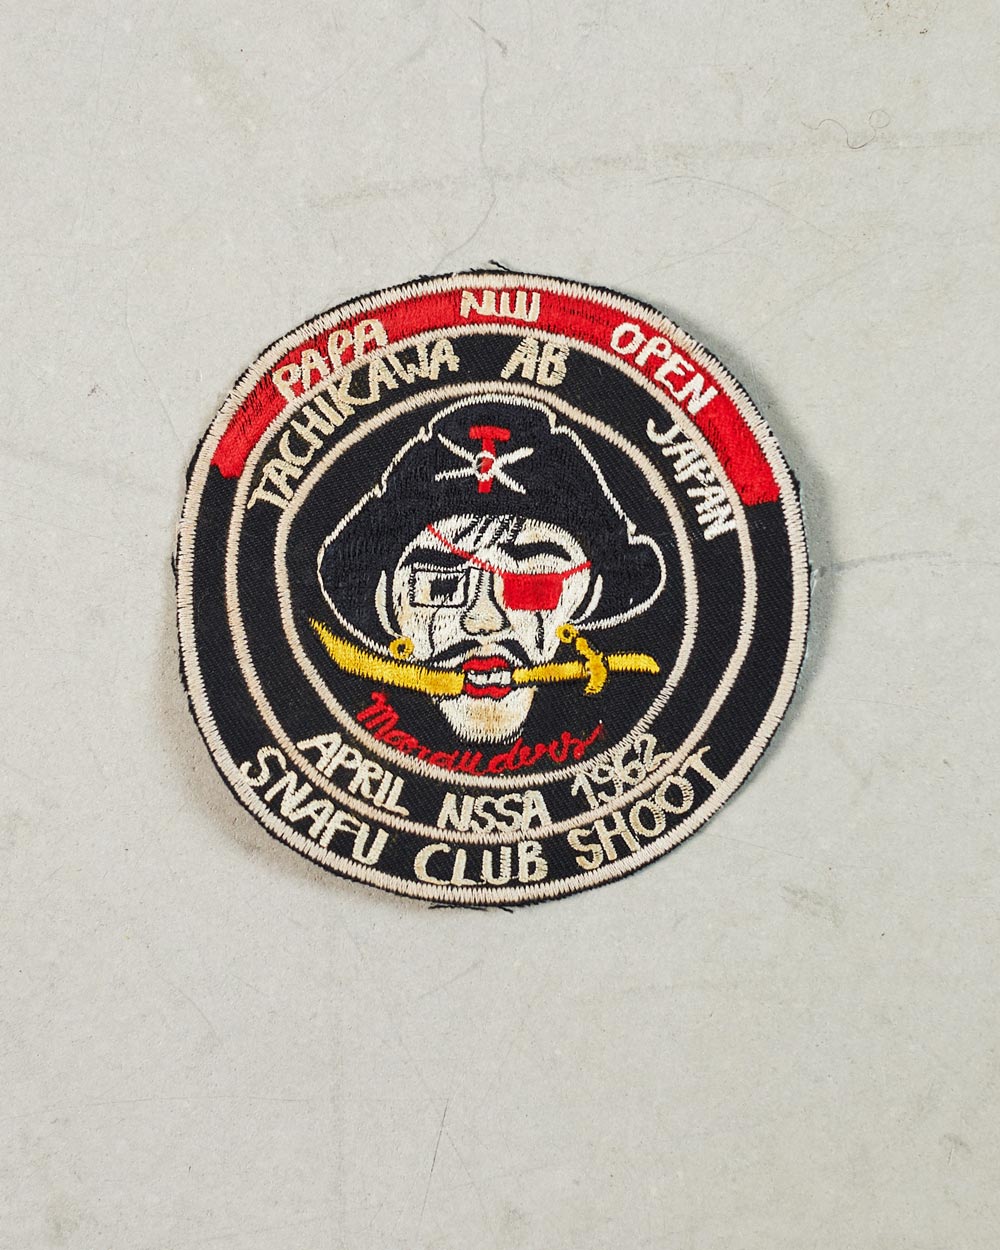 PAPA NW OPEN
TACHIKAWA AB JAPAN
T
Marauders
APRIL NSSA 1962
SNAFU CLUB SHOOT